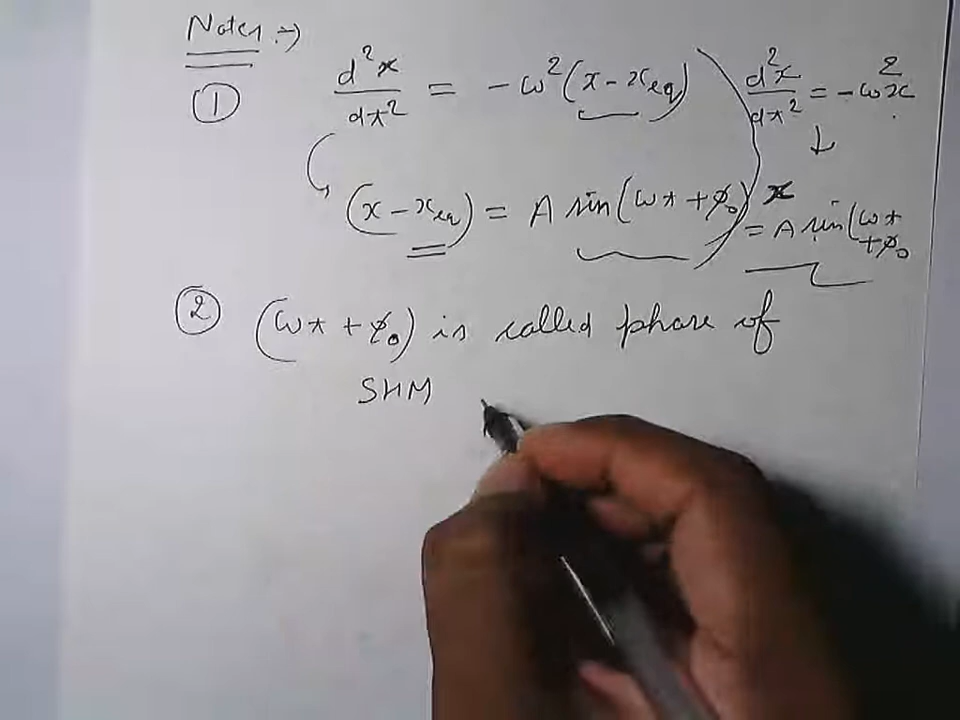 Notes :-)
① d²x/dt² = -ω²(x - x_eq)
d²x/dt² = -ω²x
(x - x_eq) = A sin(ωt + φ₀)
x = A sin(ωt + φ₀
② (ωt + φ₀) is called phase of
SHM